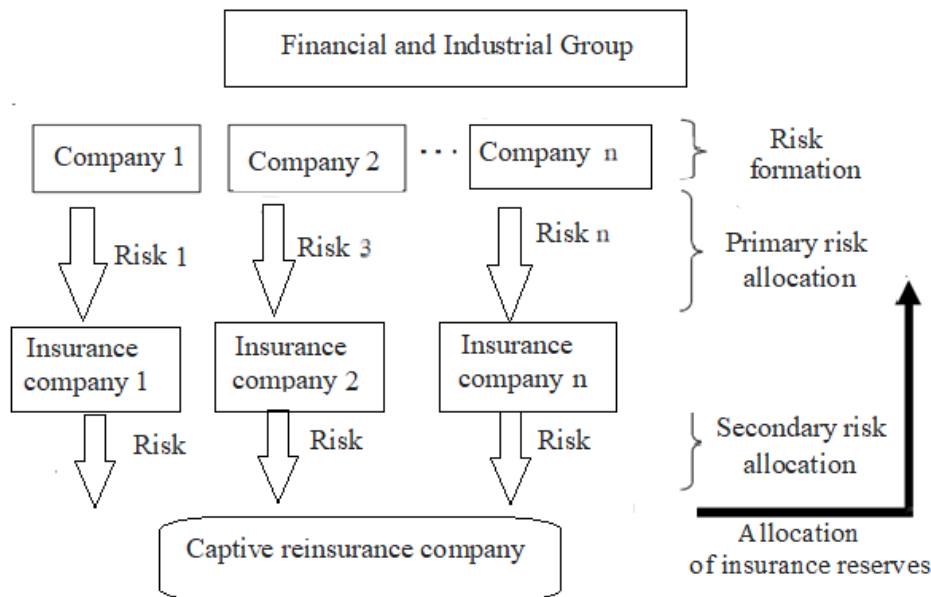 Financial and Industrial Group
Company 1
Company 2
...
Company n
Risk
formation
Risk 1
Risk 3
Risk n
Primary risk
allocation
Insurance
company 1
Insurance
company 2
Insurance
company n
Risk
Risk
Risk
Secondary risk
allocation
Captive reinsurance company
Allocation
of insurance reserves